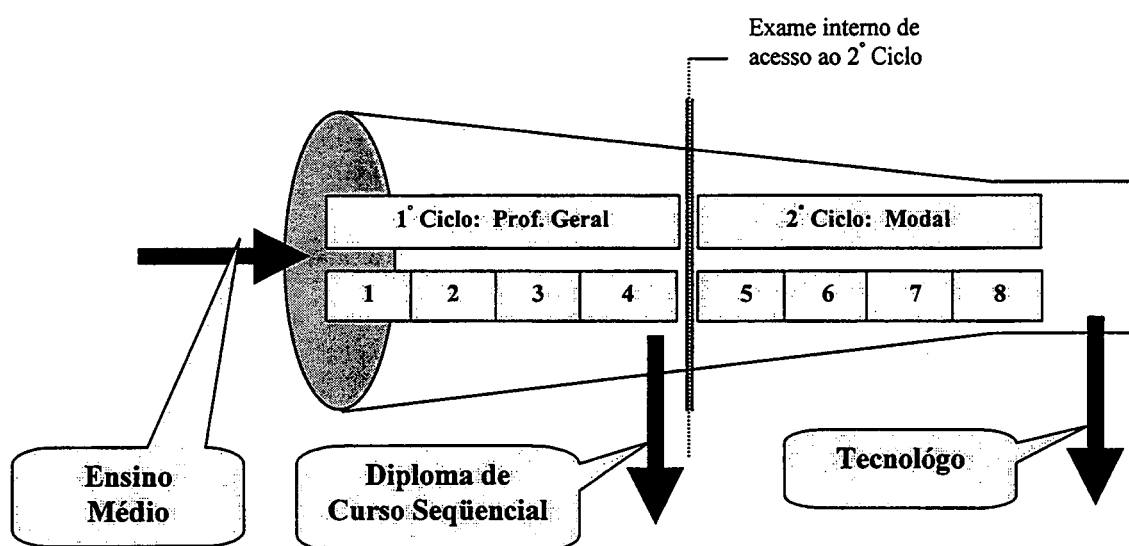 Exame interno de
acesso ao 2° Ciclo
1° Ciclo: Prof. Geral
2° Ciclo: Modal
1 2 3 4 5 6 7 8
Ensino
Médio
Diploma de
Curso Seqüencial
Tecnológo